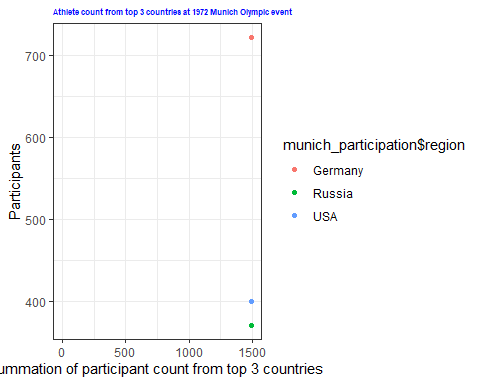 Athlete count from top 3 countries at 1972 Munich Olympic event
700
600
500
400
Participants
0 500 1000 1500
ummation of participant count from top 3 countries
munich_participation$region
Germany
Russia
USA